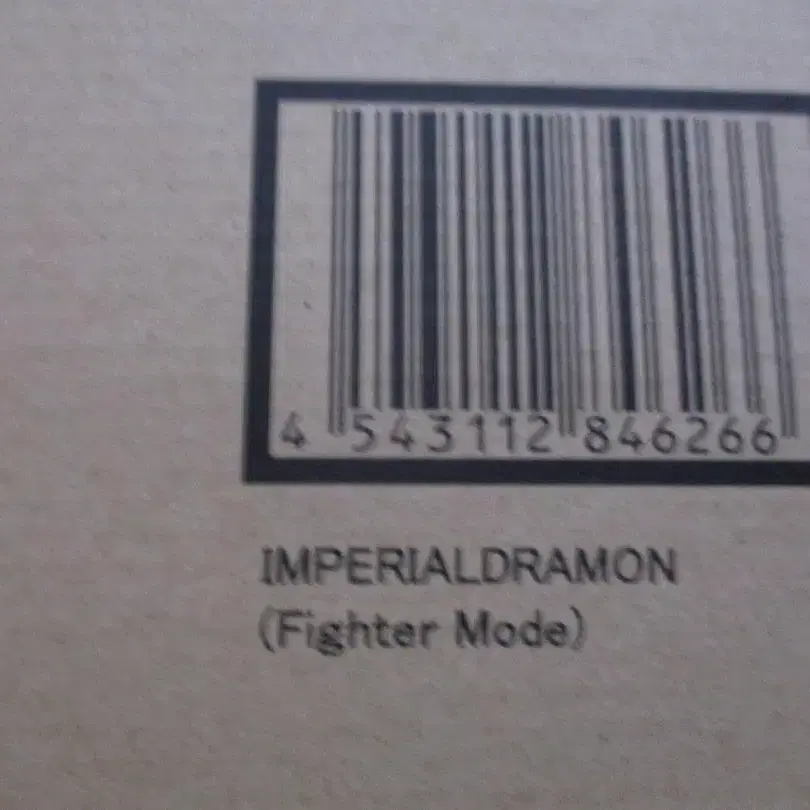 4 543112 846266
IMPERIALDRAMON
(Fighter Mode)